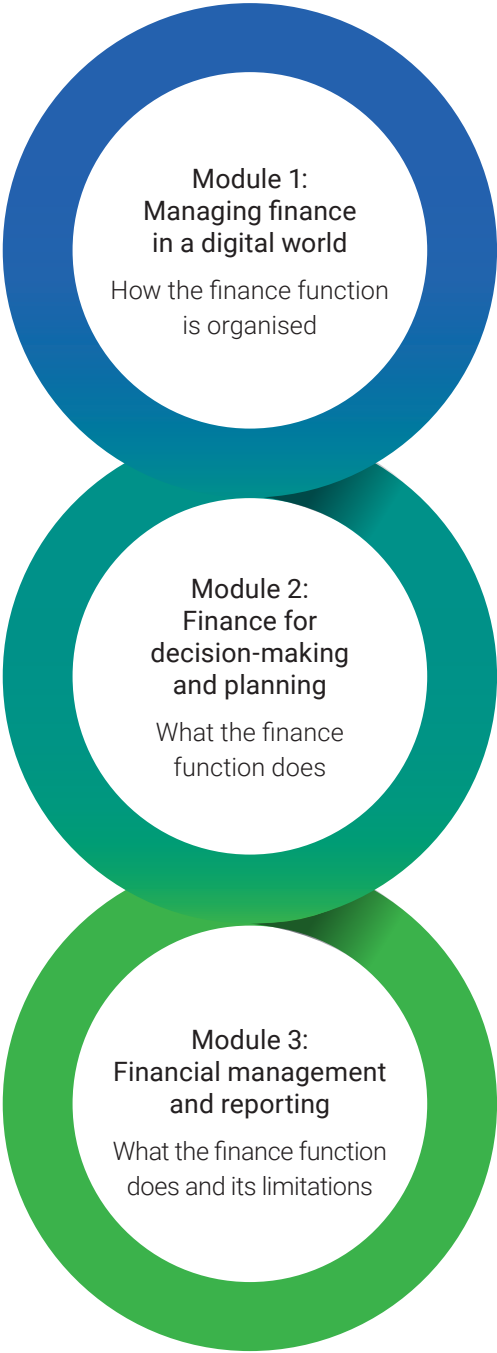 Module 1:
Managing finance
in a digital world
How the finance function
is organised
Module 2:
Finance for
decision-making
and planning
What the finance
function does
Module 3:
Financial management
and reporting
What the finance function
does and its limitations